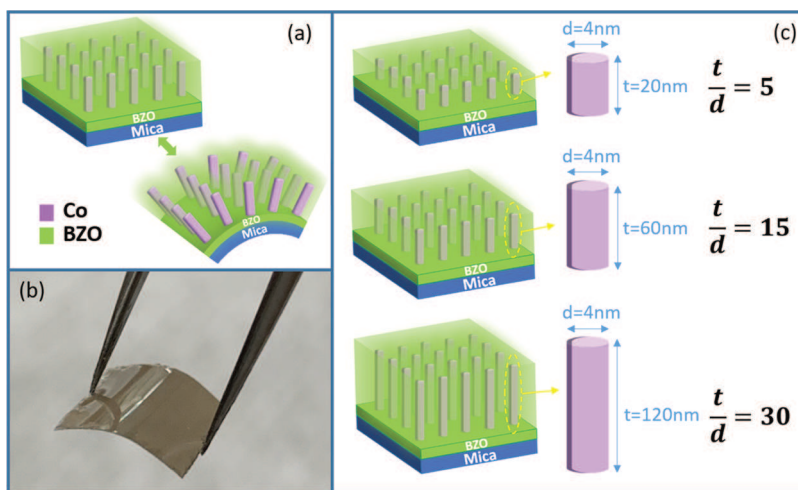 (a)
BZO
Mica
Co
BZO
BZO
Mica
(b)
(c)
d=4nm
t=20nm
t/d = 5
BZO
Mica
d=4nm
t=60nm
t/d = 15
BZO
Mica
d=4nm
t=120nm
t/d = 30
BZO
Mica